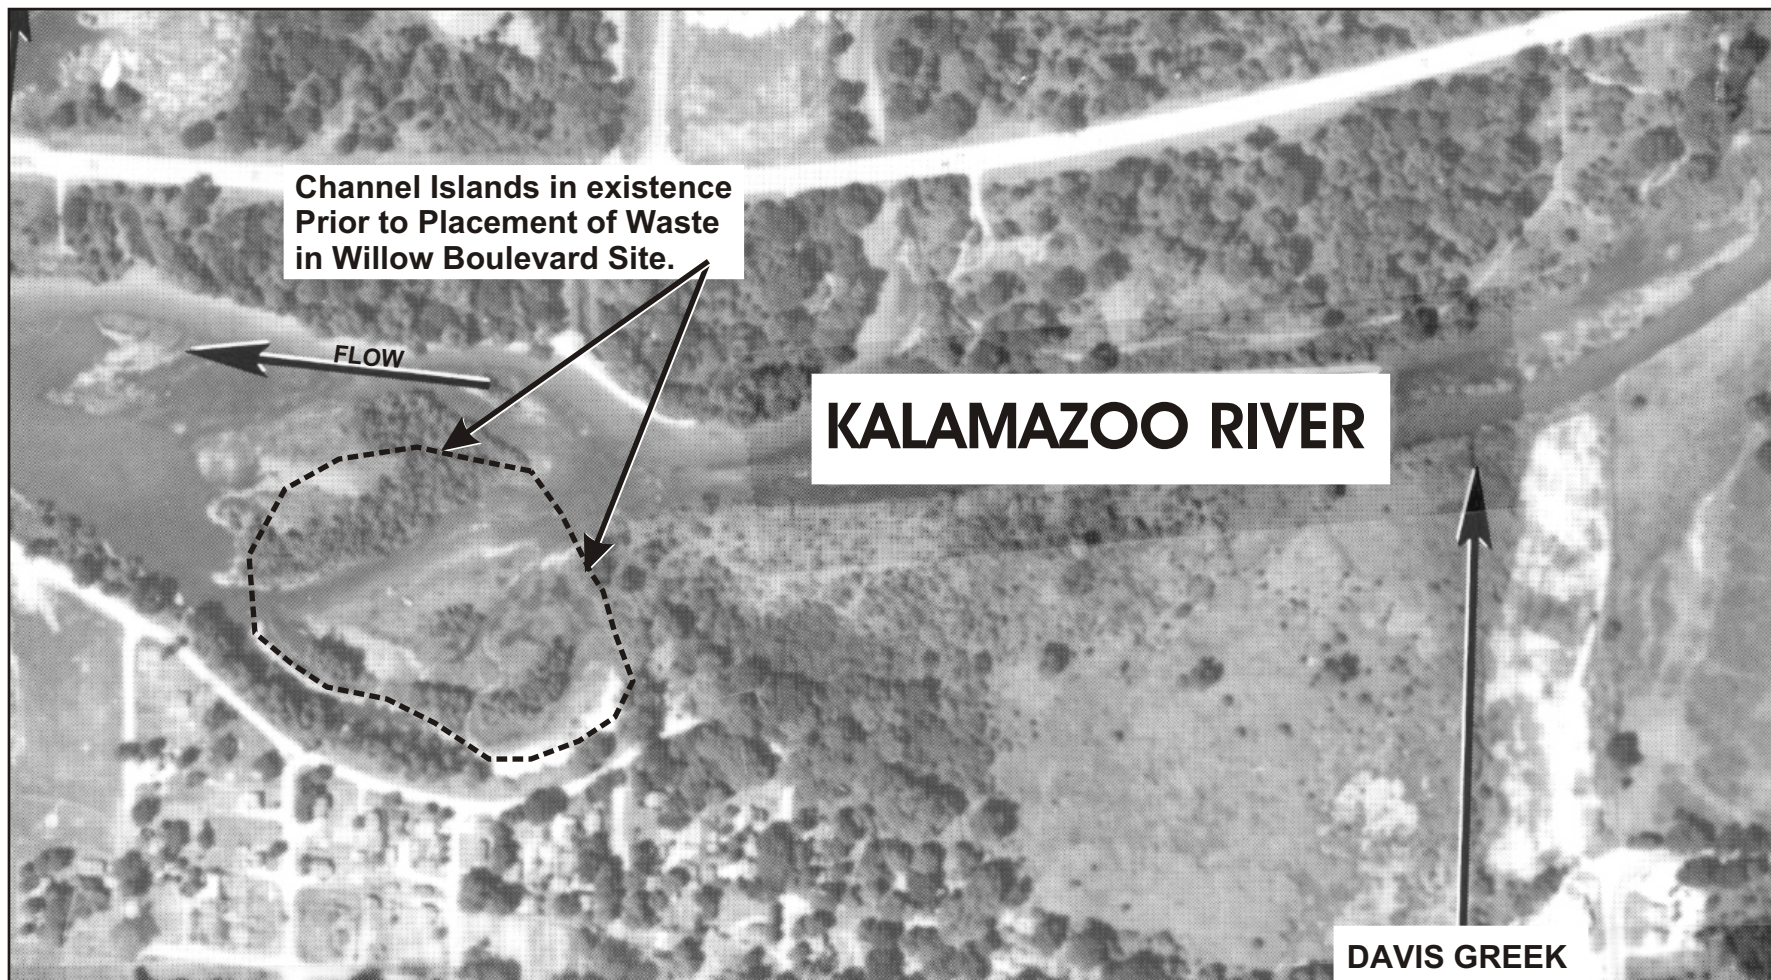 Channel Islands in existence
Prior to Placement of Waste
in Willow Boulevard Site.
FLOW
KALAMAZOO RIVER
DAVIS GREEK